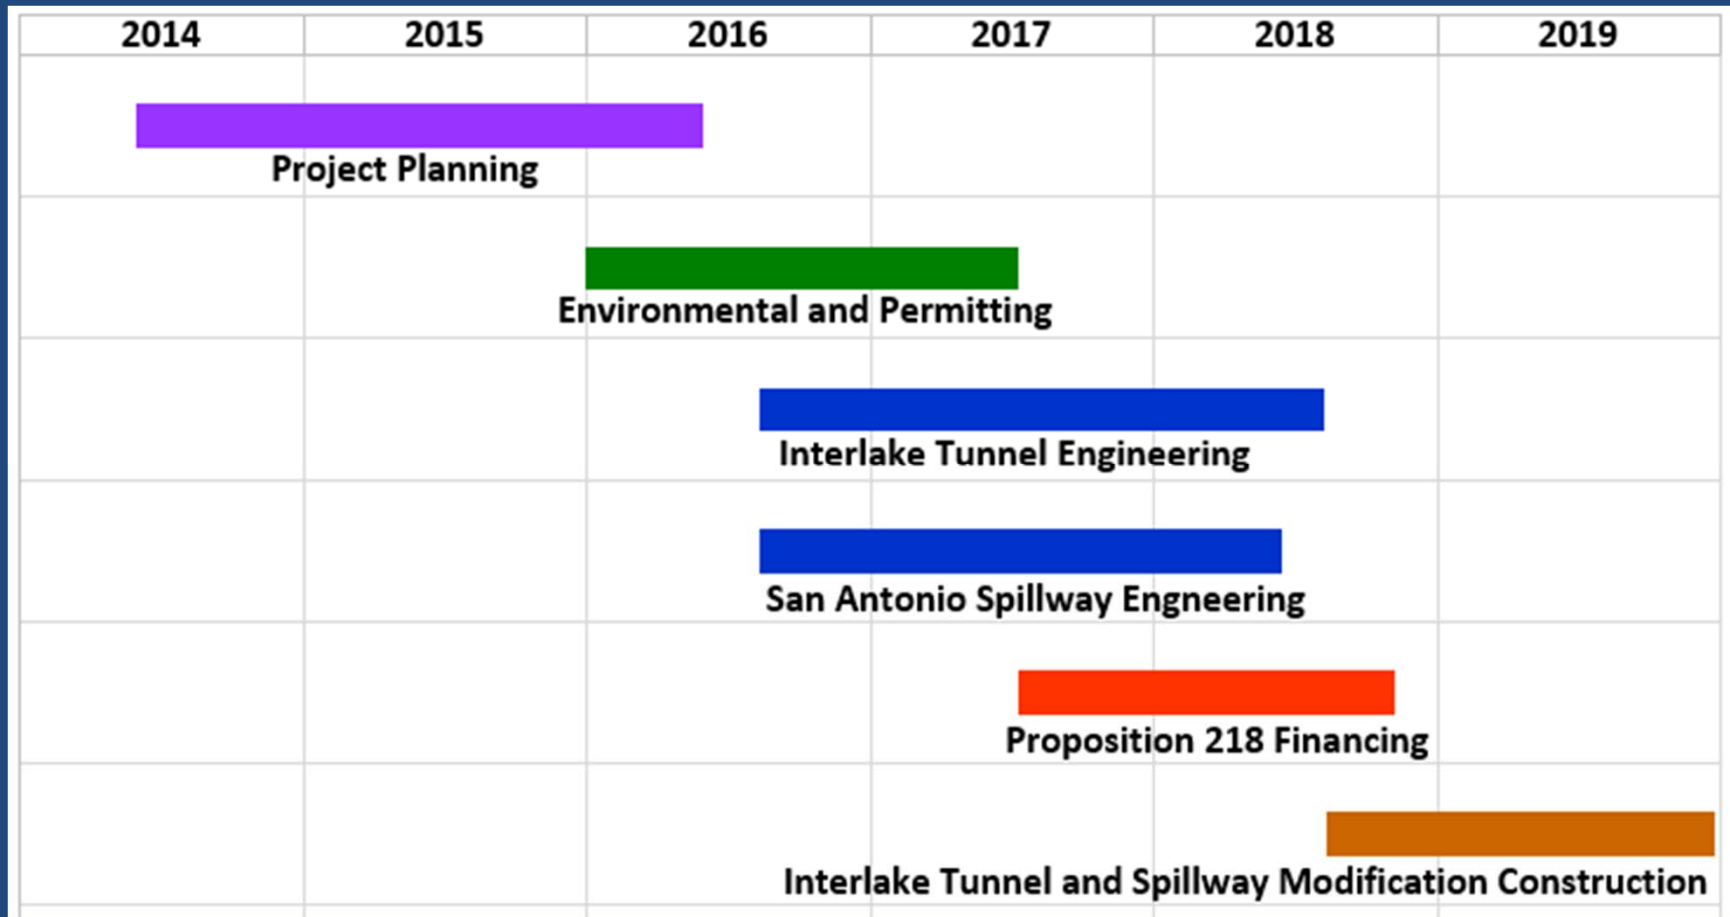 2014 2015 2016 2017 2018 2019
Project Planning
Environmental and Permitting
Interlake Tunnel Engineering
San Antonio Spillway Engneering
Proposition 218 Financing
Interlake Tunnel and Spillway Modification Construction